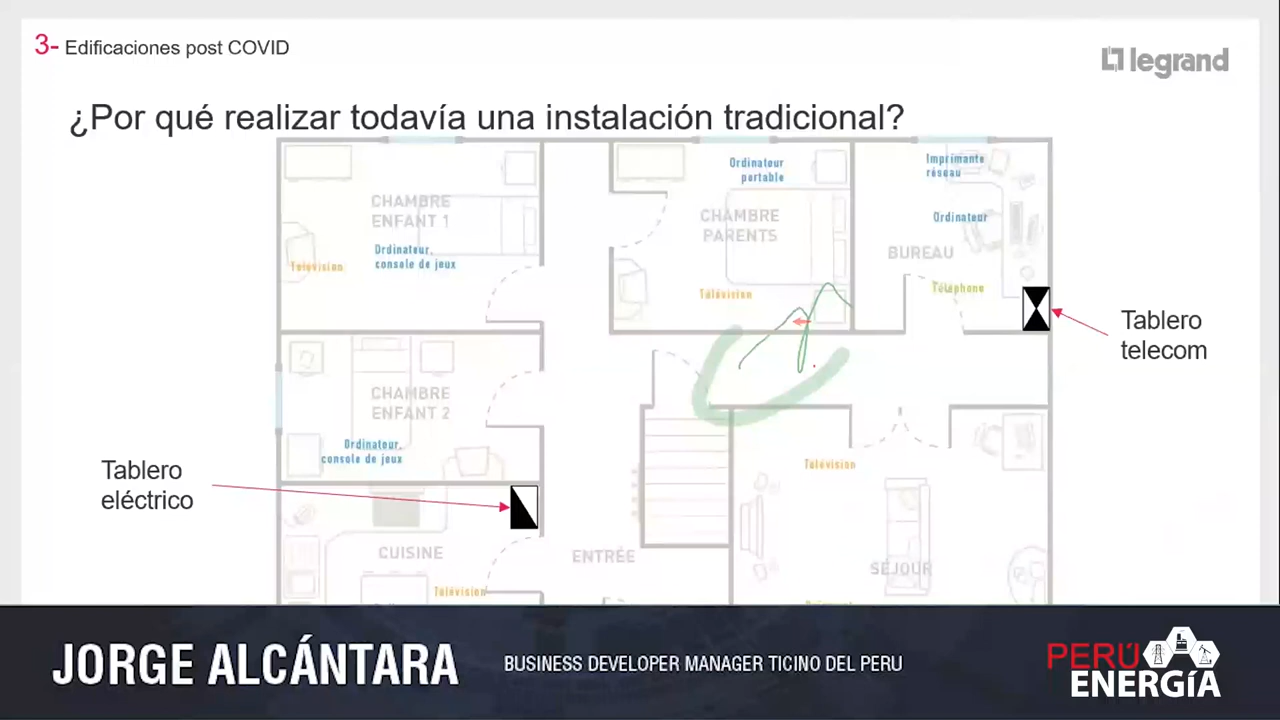 3- Edificaciones post COVID
legrand
¿Por qué realizar todavía una instalación tradicional?
CHAMBRE
ENFANT 1
Ordinateur,
console de jeux
Télévision
Ordinateur
portable
CHAMBRE
PARENTS
Télévision
Imprimante
réseau
Ordinateur
BUREAU
Téléphone
Tablero
telecom
CHAMBRE
ENFANT 2
Ordinateur,
console de jeux
Tablero
eléctrico
CUISINE
Télévision
ENTRÉE
Télévision
SÉJOUR
JORGE ALCÁNTARA
BUSINESS DEVELOPER MANAGER TICINO DEL PERU
PERÚ
ENERGÍA